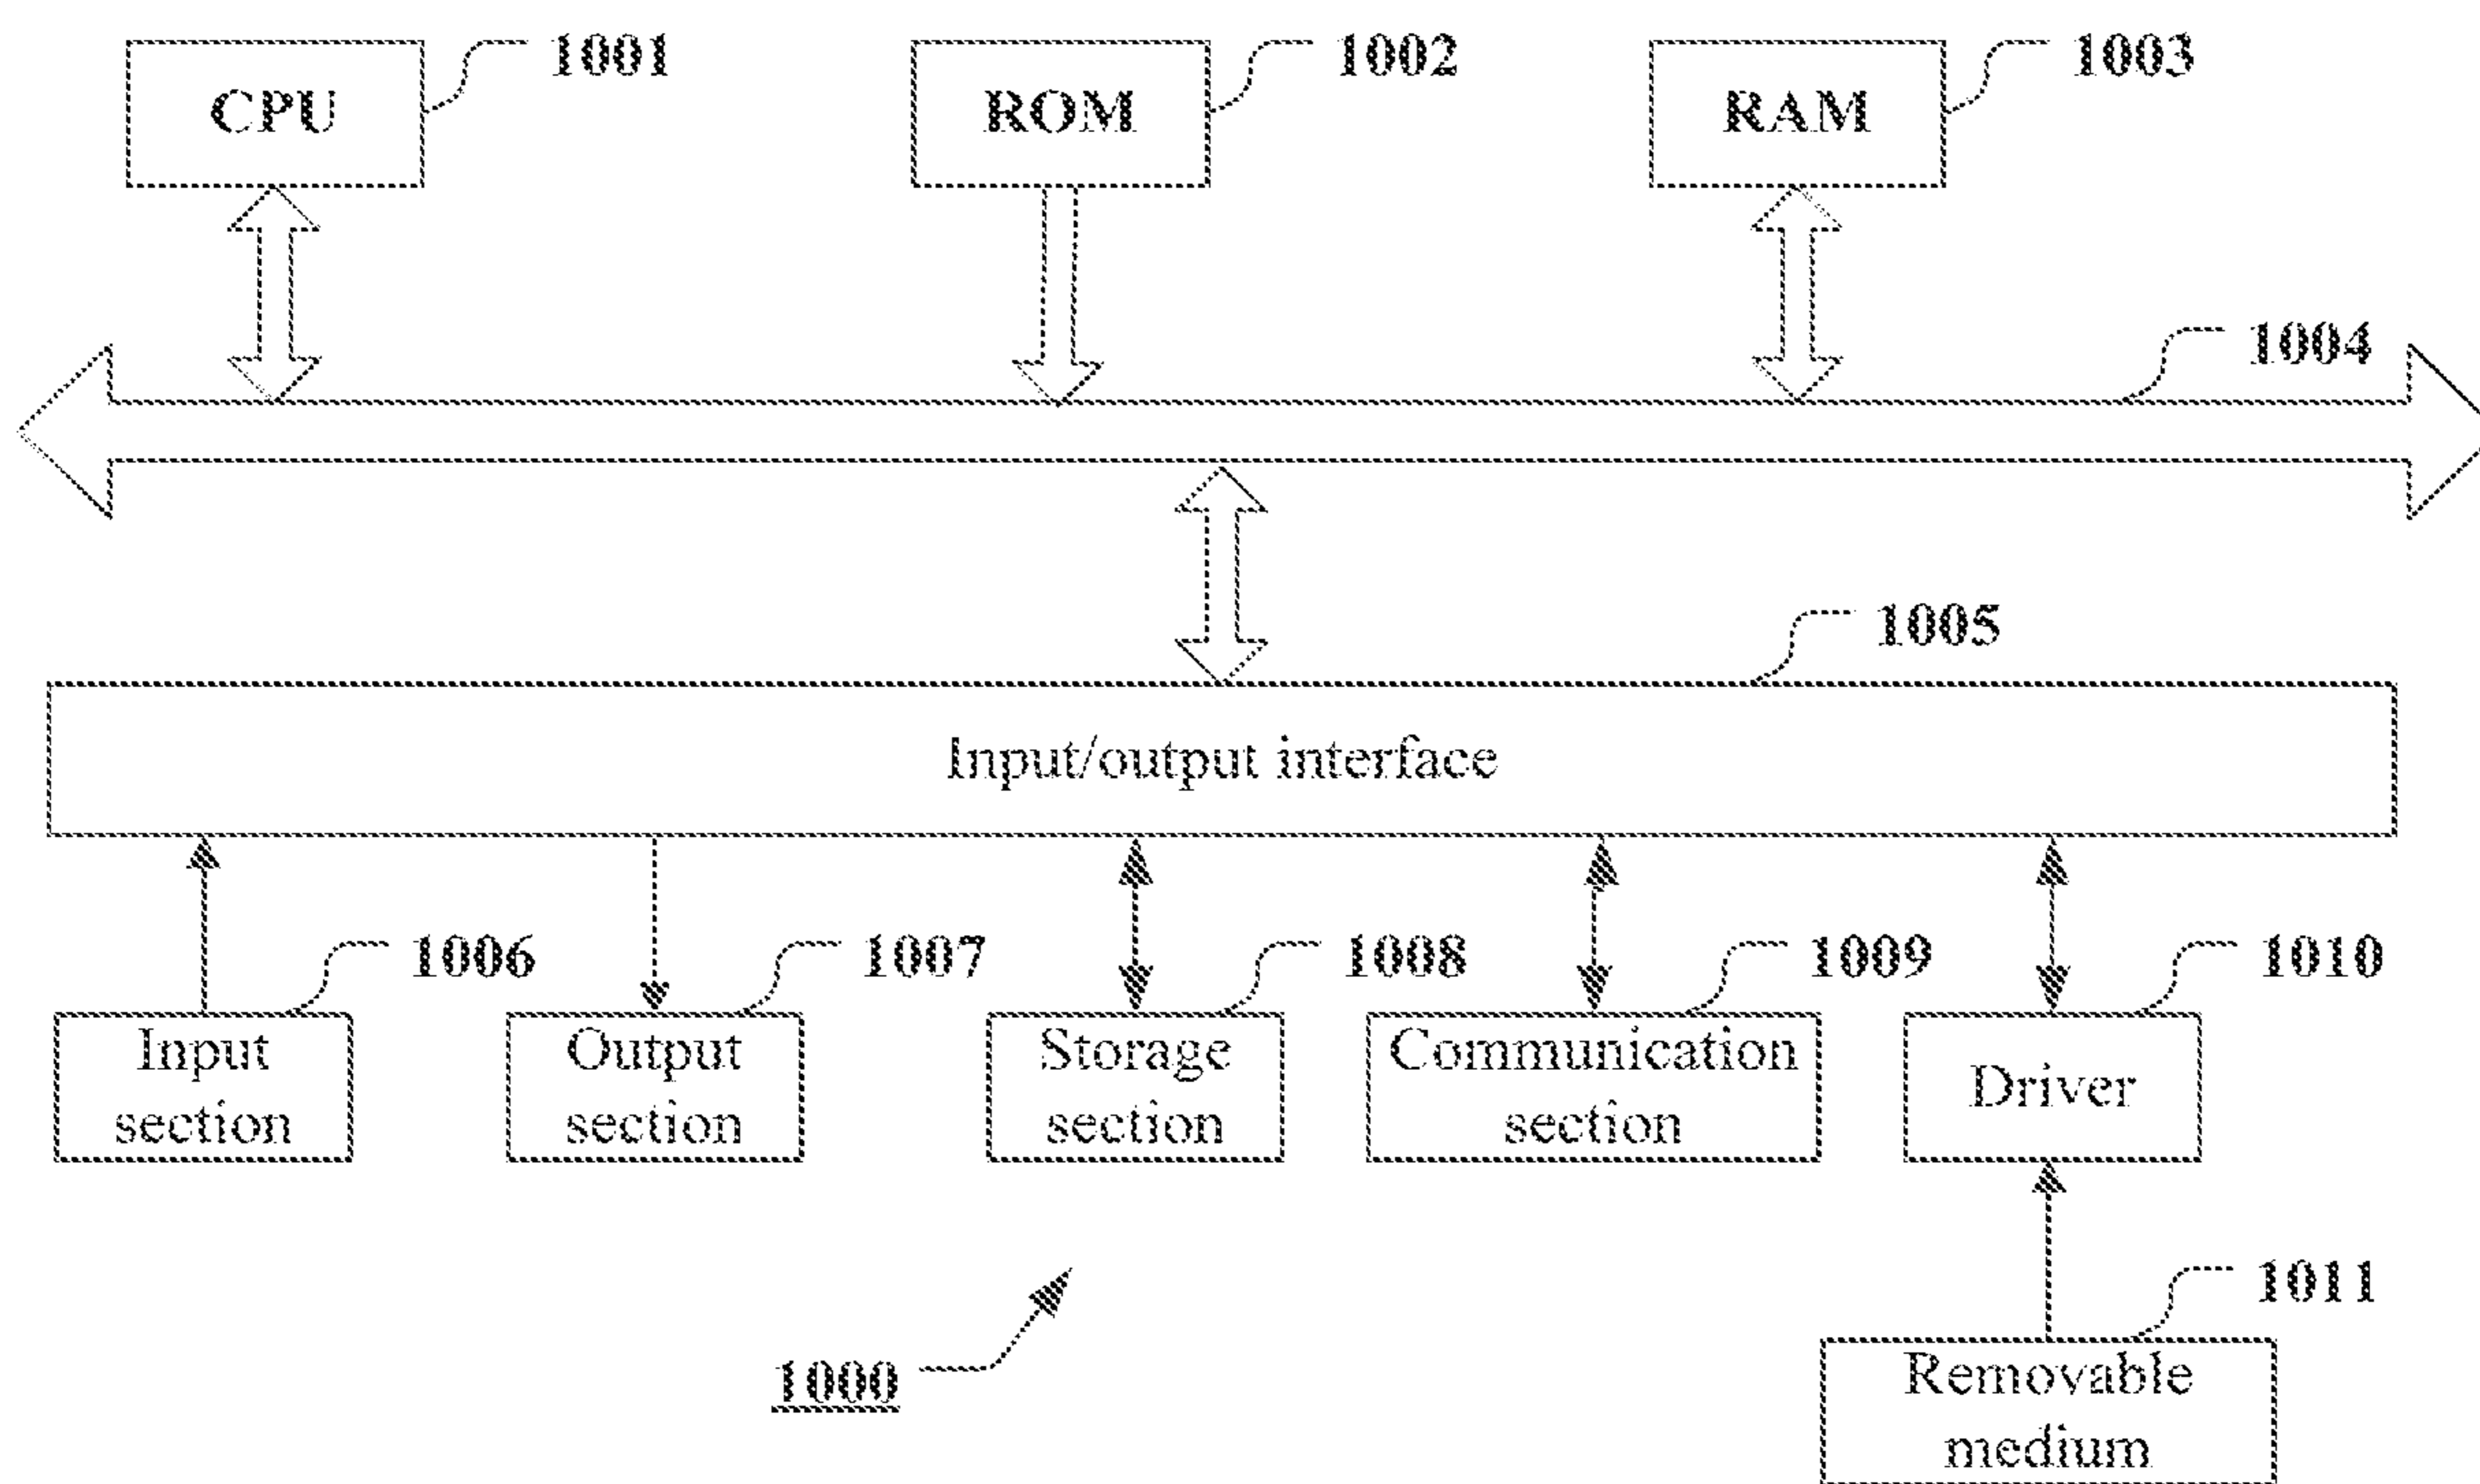 CPU
1001
ROM
1002
RAM
1003
1004
1005
Input/output interface
1006
1007
1008
1009
1010
Input
section
Output
section
Storage
section
Communication
section
Driver
1011
1000
Removable
medium